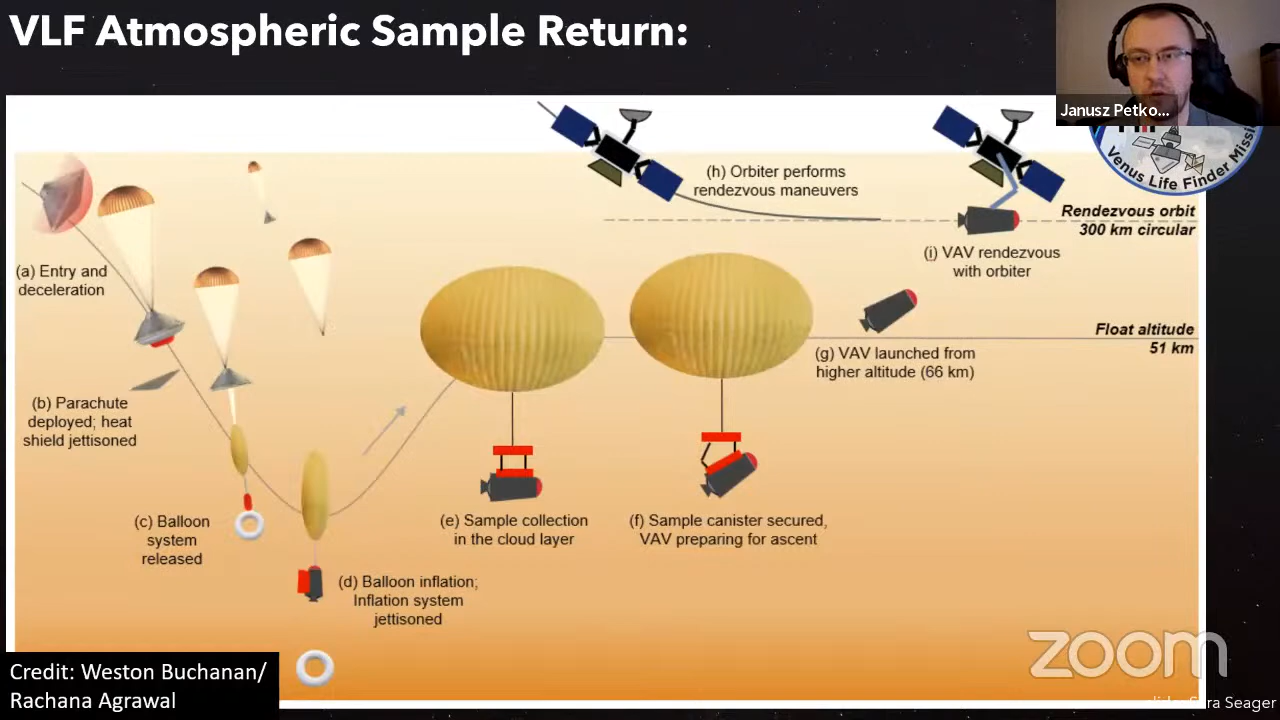 VLF Atmospheric Sample Return:
Janusz Petko...
Venus Life Finder Missi
(h) Orbiter performs
rendezvous maneuvers
Rendezvous orbit
300 km circular
(a) Entry and
deceleration
(i) VAV rendezvous
with orbiter
Float altitude
51 km
(g) VAV launched from
higher altitude (66 km)
(b) Parachute
deployed; heat
shield jettisoned
(c) Balloon
system
released
(e) Sample collection
in the cloud layer
(f) Sample canister secured,
VAV preparing for ascent
(d) Balloon inflation;
Inflation system
jettisoned
zoom
Credit: Weston Buchanan/
Rachana Agrawal
Sara Seager